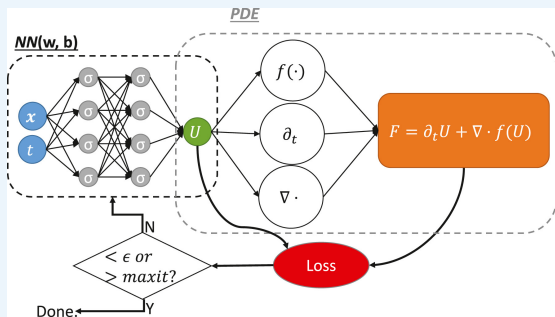 PDE
NN(w, b)
x
t
σ σ
σ σ
σ σ
σ σ
U
f(·)
∂t
∇ ·
F = ∂tU + ∇ · f(U)
Loss
N
< ϵ or
> maxit?
Y
Done.